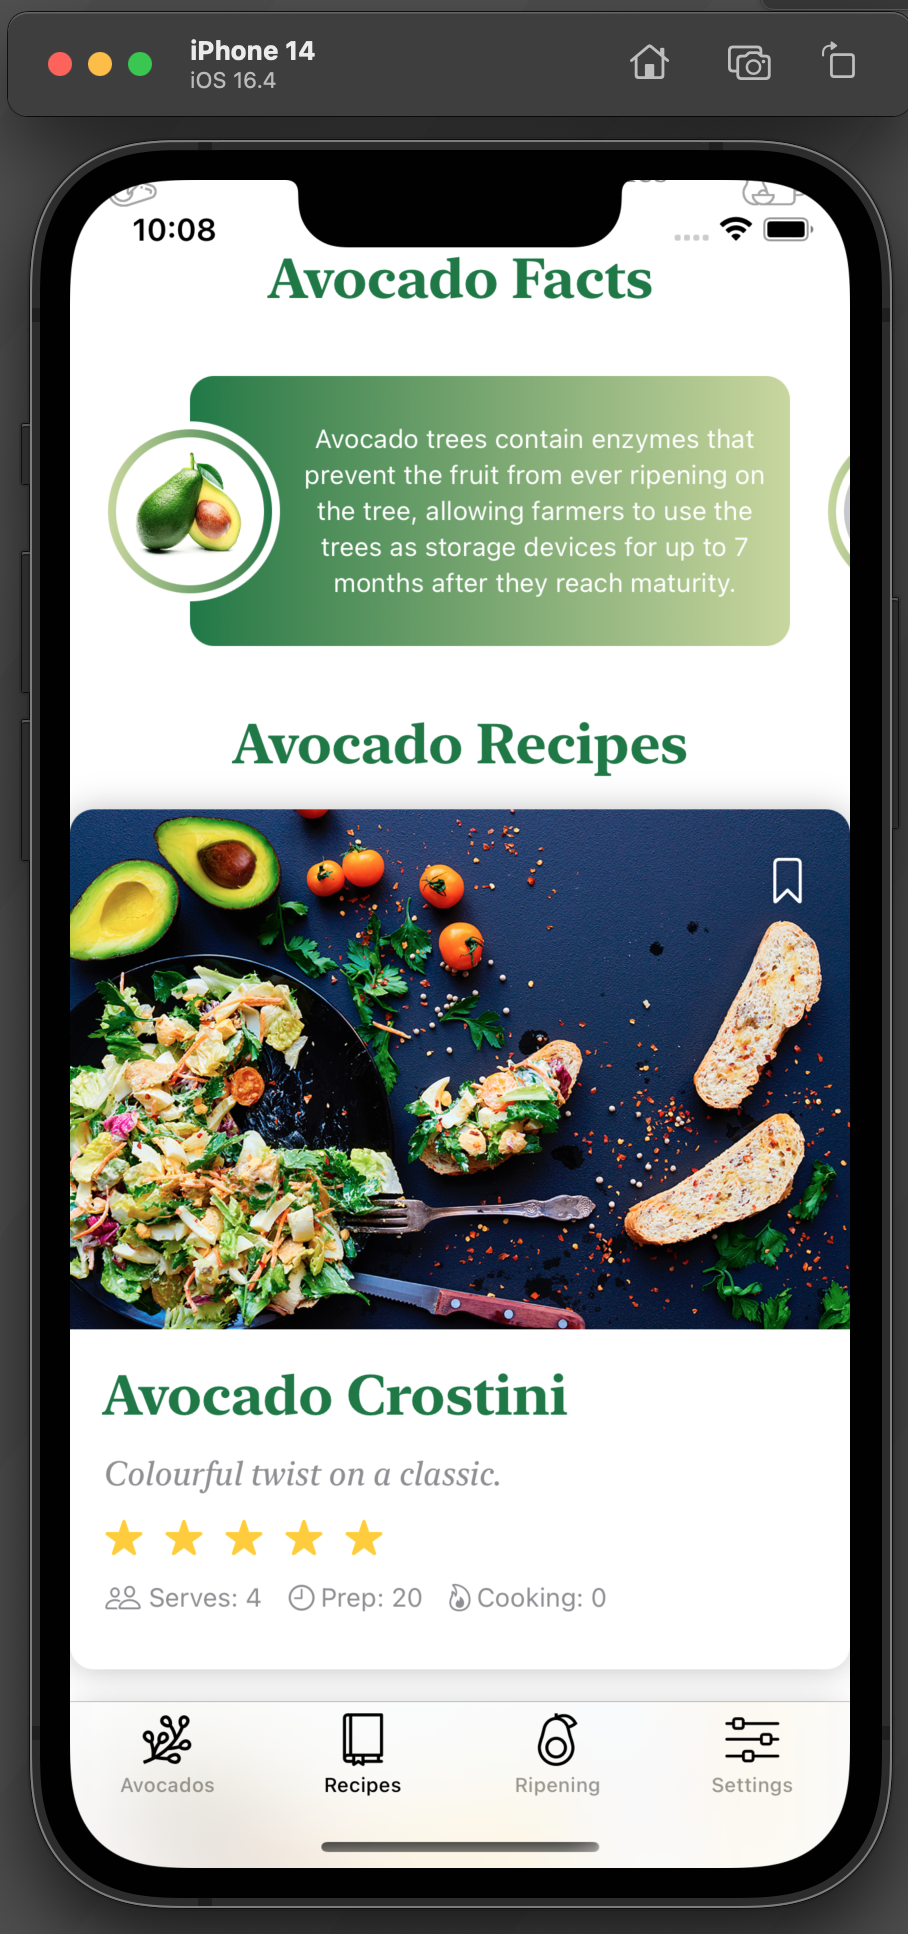 iPhone 14
iOS 16.4
10:08
Avocado Facts
Avocado trees contain enzymes that
prevent the fruit from ever ripening on
the tree, allowing farmers to use the
trees as storage devices for up to 7
months after they reach maturity.
Avocado Recipes
Avocado Crostini
Colourful twist on a classic.
Serves: 4 Prep: 20 Cooking: 0
Avocados Recipes Ripening Settings